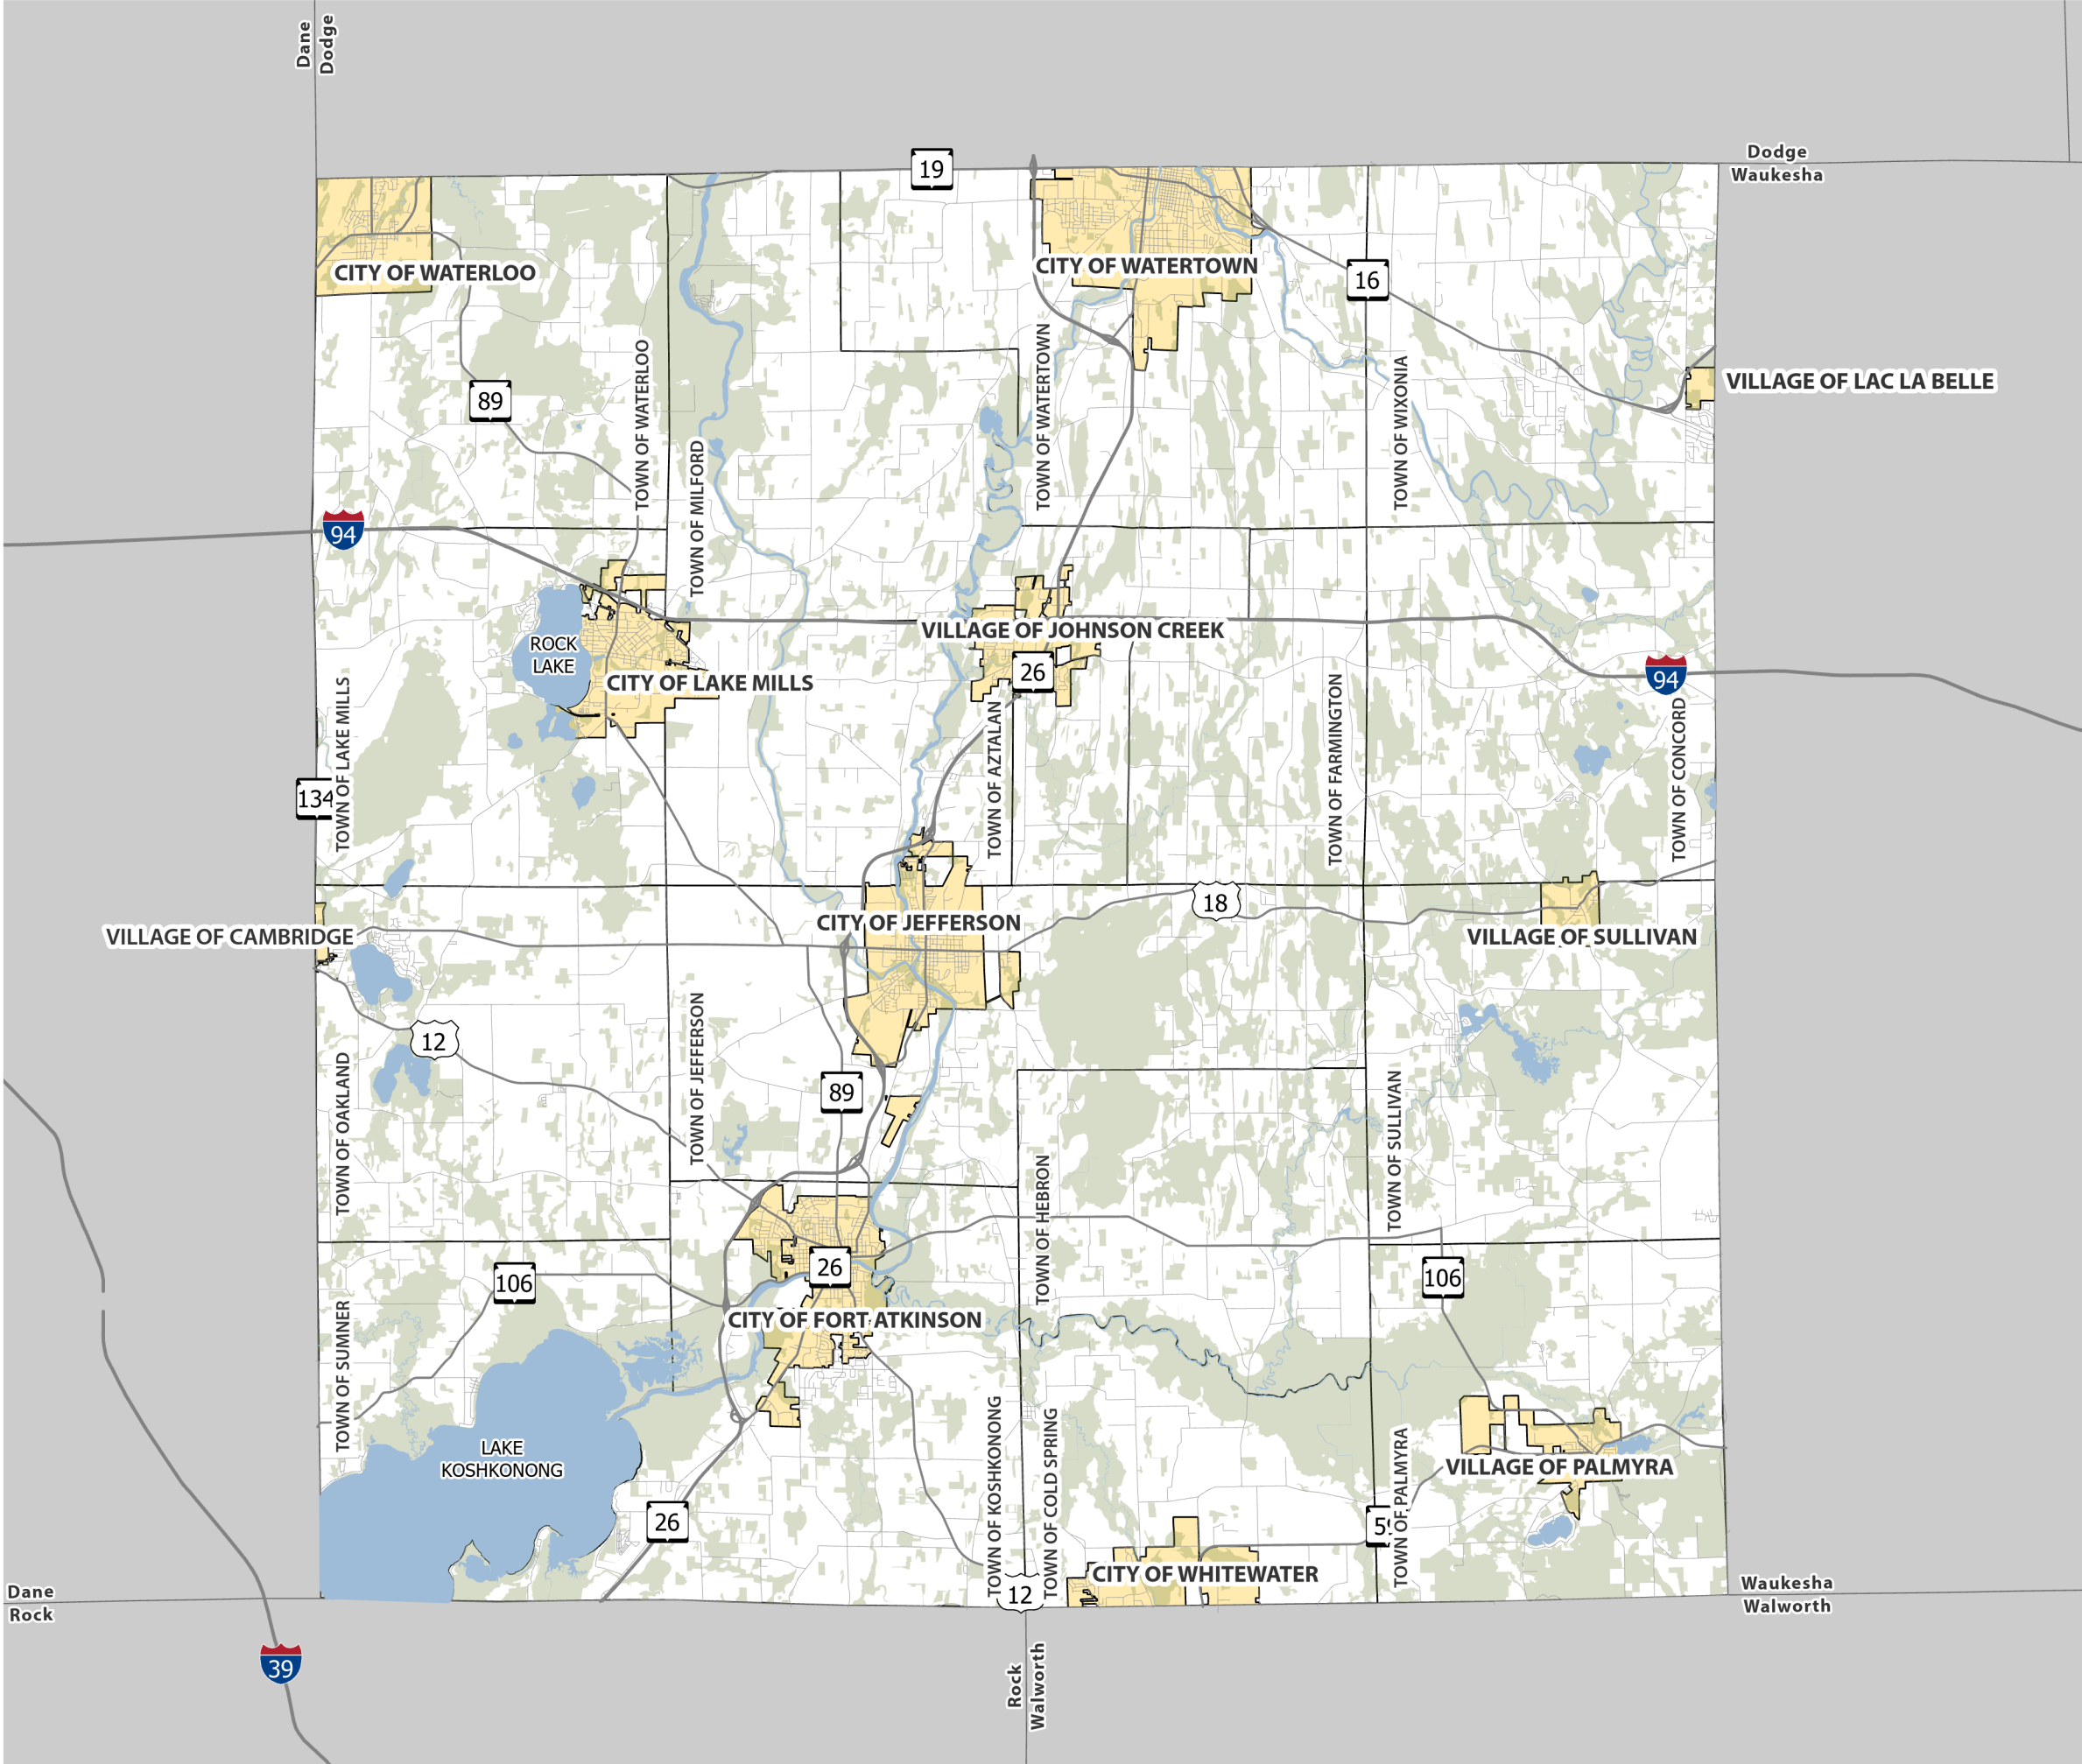 Dane
Dodge
Dodge
Waukesha
19
CITY OF WATERLOO
CITY OF WATERTOWN
16
VILLAGE OF LAC LA BELLE
89
TOWN OF WATERLOO
TOWN OF MILFORD
TOWN OF WATERTOWN
TOWN OF WIXONIA
94
ROCK
LAKE
VILLAGE OF JOHNSON CREEK
26
94
CITY OF LAKE MILLS
TOWN OF LAKE MILLS
TOWN OF AZTALAN
TOWN OF FARMINGTON
TOWN OF CONCORD
134
18
VILLAGE OF CAMBRIDGE
CITY OF JEFFERSON
VILLAGE OF SULLIVAN
12
89
TOWN OF OAKLAND
TOWN OF JEFFERSON
TOWN OF HEBRON
TOWN OF SULLIVAN
26
106
106
CITY OF FORT ATKINSON
TOWN OF SUMNER
LAKE
KOSHKONONG
TOWN OF KOSHKONONG
TOWN OF COLD SPRING
TOWN OF PALMYRA
VILLAGE OF PALMYRA
26
CITY OF WHITEWATER
12
Dane
Rock
Waukesha
Walworth
39
Rock
Walworth